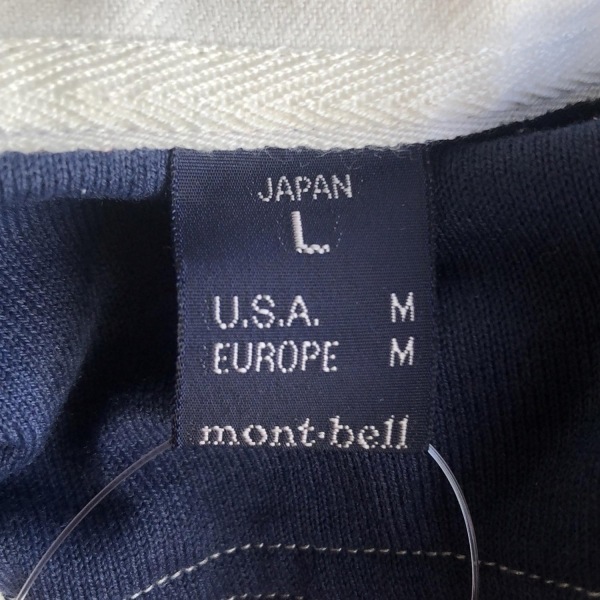 JAPAN
L
U.S.A. M
EUROPE M
mont·bell